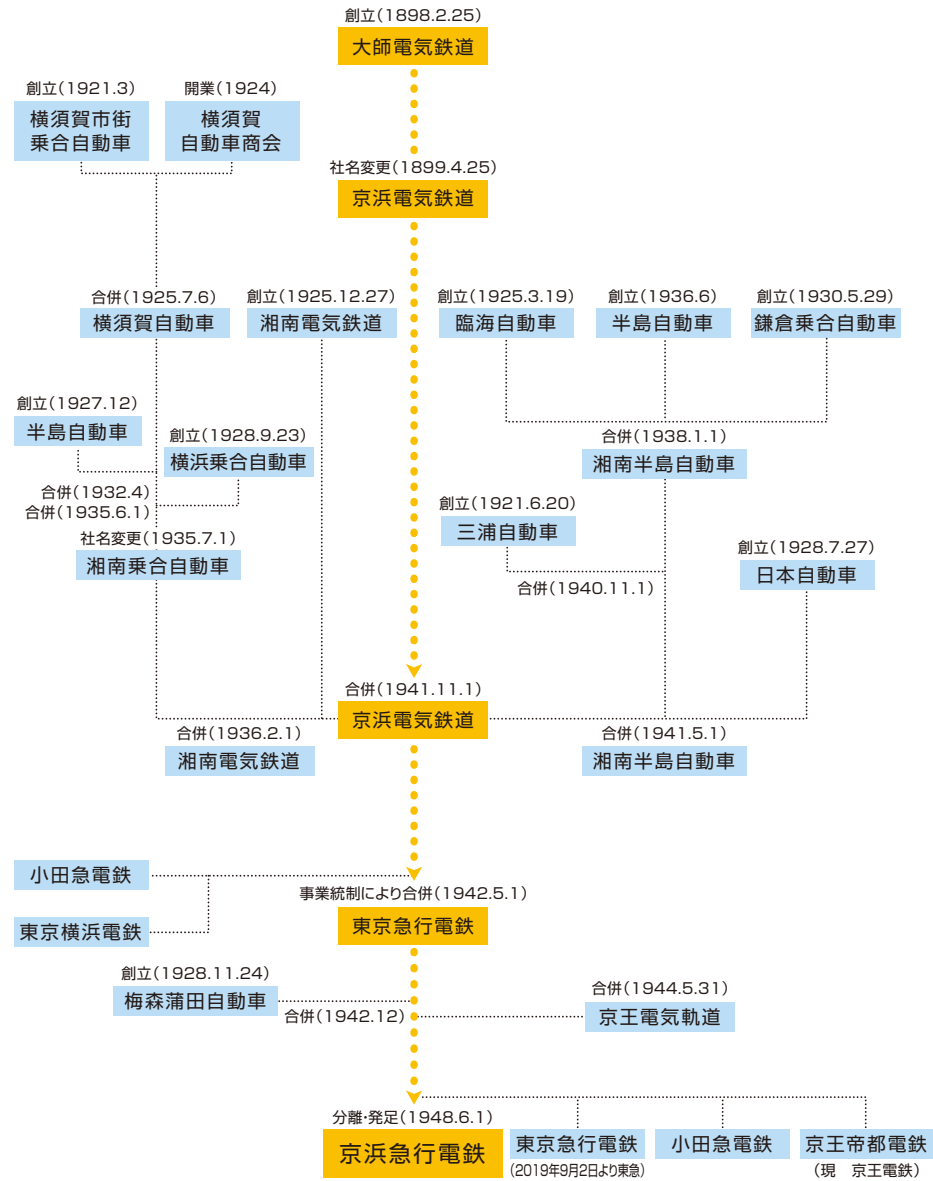 創立(1898.2.25)
大師電気鉄道
創立(1921.3)
横須賀市街
乗合自動車
開業(1924)
横須賀
自動車商会
社名変更(1899.4.25)
京浜電気鉄道
合併(1925.7.6)
横須賀自動車
創立(1925.12.27)
湘南電気鉄道
創立(1925.3.19)
臨海自動車
創立(1936.6)
半島自動車
創立(1930.5.29)
鎌倉乗合自動車
創立(1927.12)
半島自動車
創立(1928.9.23)
横浜乗合自動車
合併(1938.1.1)
湘南半島自動車
合併(1932.4)
合併(1935.6.1)
創立(1921.6.20)
三浦自動車
社名変更(1935.7.1)
湘南乗合自動車
創立(1928.7.27)
日本自動車
合併(1940.11.1)
合併(1941.11.1)
京浜電気鉄道
合併(1936.2.1)
湘南電気鉄道
合併(1941.5.1)
湘南半島自動車
小田急電鉄
東京横浜電鉄
事業統制により合併(1942.5.1)
東京急行電鉄
創立(1928.11.24)
梅森蒲田自動車
合併(1942.12)
合併(1944.5.31)
京王電気軌道
分離・発足(1948.6.1)
京浜急行電鉄
東京急行電鉄
(2019年9月2日より東急)
小田急電鉄
京王帝都電鉄
(現　京王電鉄)